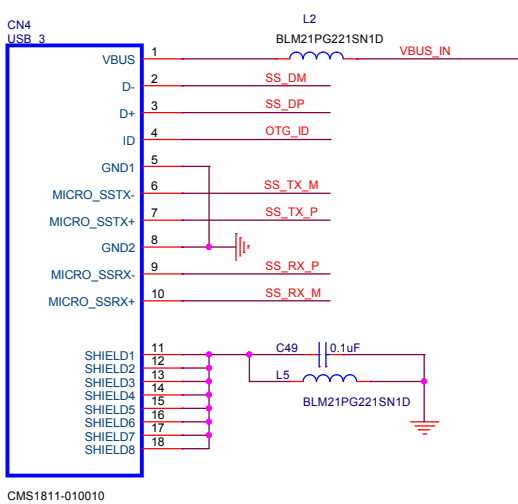 CN4
USB_3
L2
BLM21PG221SN1D
VBUS 1 VBUS_IN
D- 2 SS_DM
D+ 3 SS_DP
ID 4 OTG_ID
GND1 5
MICRO_SSTX- 6 SS_TX_M
MICRO_SSTX+ 7 SS_TX_P
GND2 8
MICRO_SSRX- 9 SS_RX_P
MICRO_SSRX+ 10 SS_RX_M
SHIELD1 11 C49 0.1uF
SHIELD2 12
SHIELD3 13 L5
SHIELD4 14
SHIELD5 15 BLM21PG221SN1D
SHIELD6 16
SHIELD7 17
SHIELD8 18
CMS1811-010010